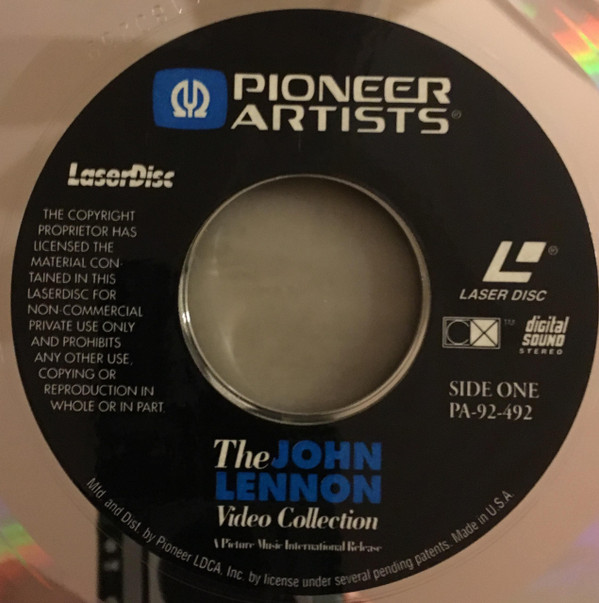 PIONEER
ARTISTS®
LaserDisc
THE COPYRIGHT
PROPRIETOR HAS
LICENSED THE
MATERIAL CON-
TAINED IN THIS
LASERDISC FOR
NON-COMMERCIAL
PRIVATE USE ONLY
AND PROHIBITS
ANY OTHER USE,
COPYING OR
REPRODUCTION IN
WHOLE OR IN PART.
®
LASER DISC
CX™
digital
SOUND
STEREO
SIDE ONE
PA-92-492
The JOHN
LENNON
Video Collection
A Picture Music International Release
Mfd. and Dist. by Pioneer LDCA, Inc. by license under several pending patents. Made in U.S.A.